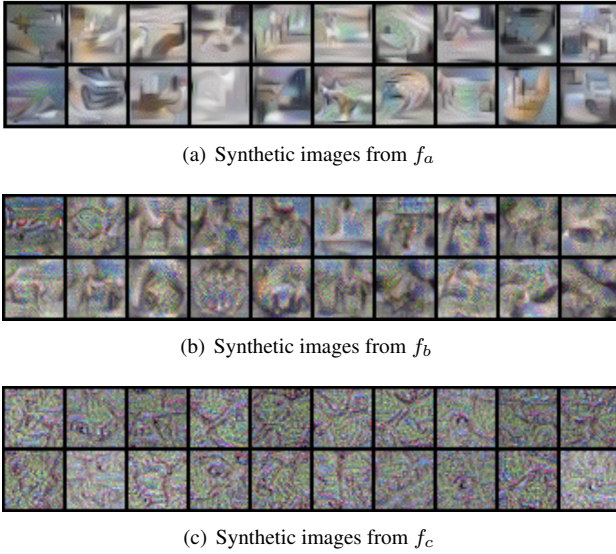 (a) Synthetic images from f_a
(b) Synthetic images from f_b
(c) Synthetic images from f_c